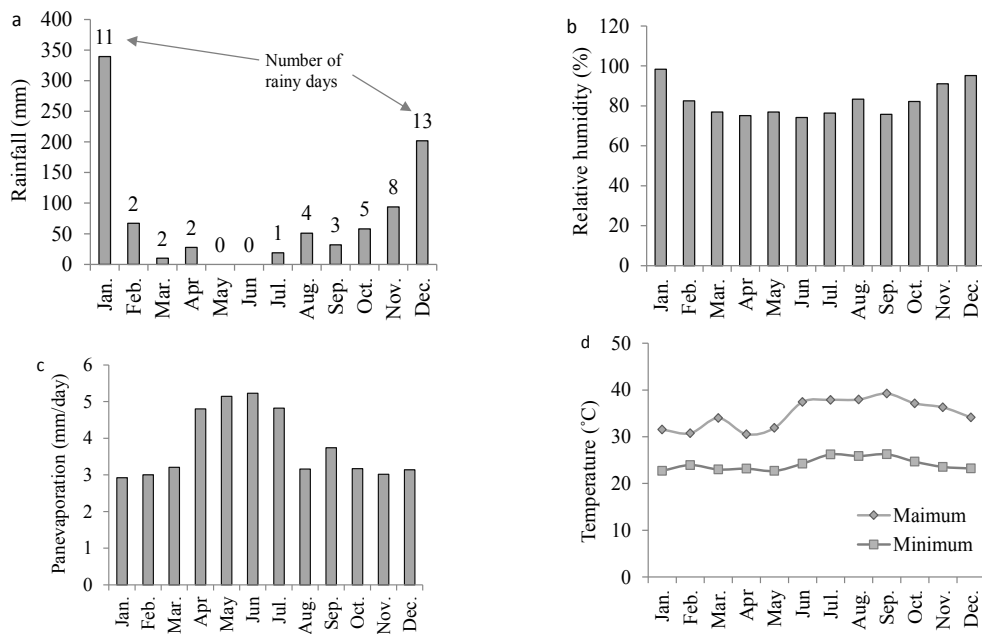 a
Rainfall (mm)
400
350
300
250
200
150
100
50
0
11
2
2
2
0
0
1
4
3
5
8
13
Number of
rainy days
Jan.
Feb.
Mar.
Apr
May
Jun
Jul.
Aug.
Sep.
Oct.
Nov.
Dec.
b
Relative humidity (%)
120
100
80
60
40
20
0
Jan.
Feb.
Mar.
Apr
May
Jun
Jul.
Aug.
Sep.
Oct.
Nov.
Dec.
c
Panevaporation (mm/day)
6
5
4
3
2
1
0
Jan.
Feb.
Mar.
Apr
May
Jun
Jul.
Aug.
Sep.
Oct.
Nov.
Dec.
d
Temperature (˚C)
50
40
30
20
10
0
Maimum
Minimum
Jan.
Feb.
Mar.
Apr
May
Jun
Jul.
Aug.
Sep.
Oct.
Nov.
Dec.